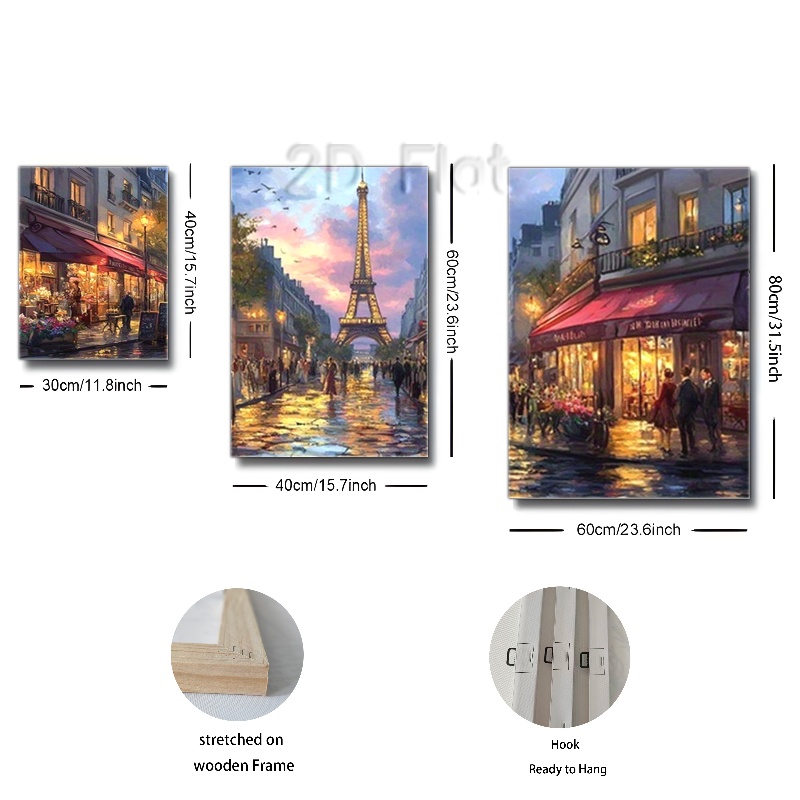 2D Flat
40cm/15.7inch
30cm/11.8inch
60cm/23.6inch
40cm/15.7inch
80cm/31.5inch
60cm/23.6inch
stretched on
wooden Frame
Hook
Ready to Hang